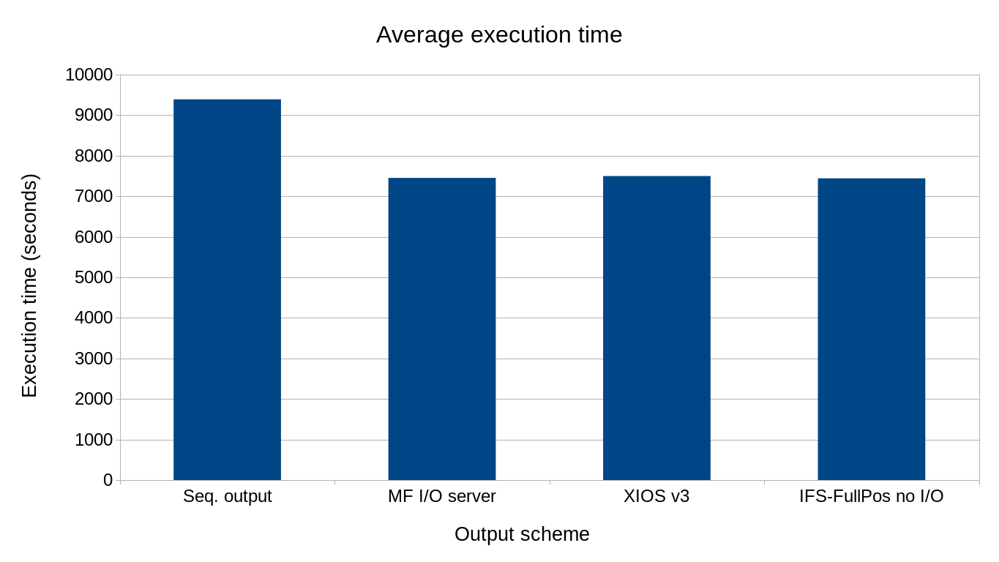 Average execution time
10000
9000
8000
7000
6000
5000
4000
3000
2000
1000
0
Execution time (seconds)
Seq. output
MF I/O server
XIOS v3
IFS-FullPos no I/O
Output scheme